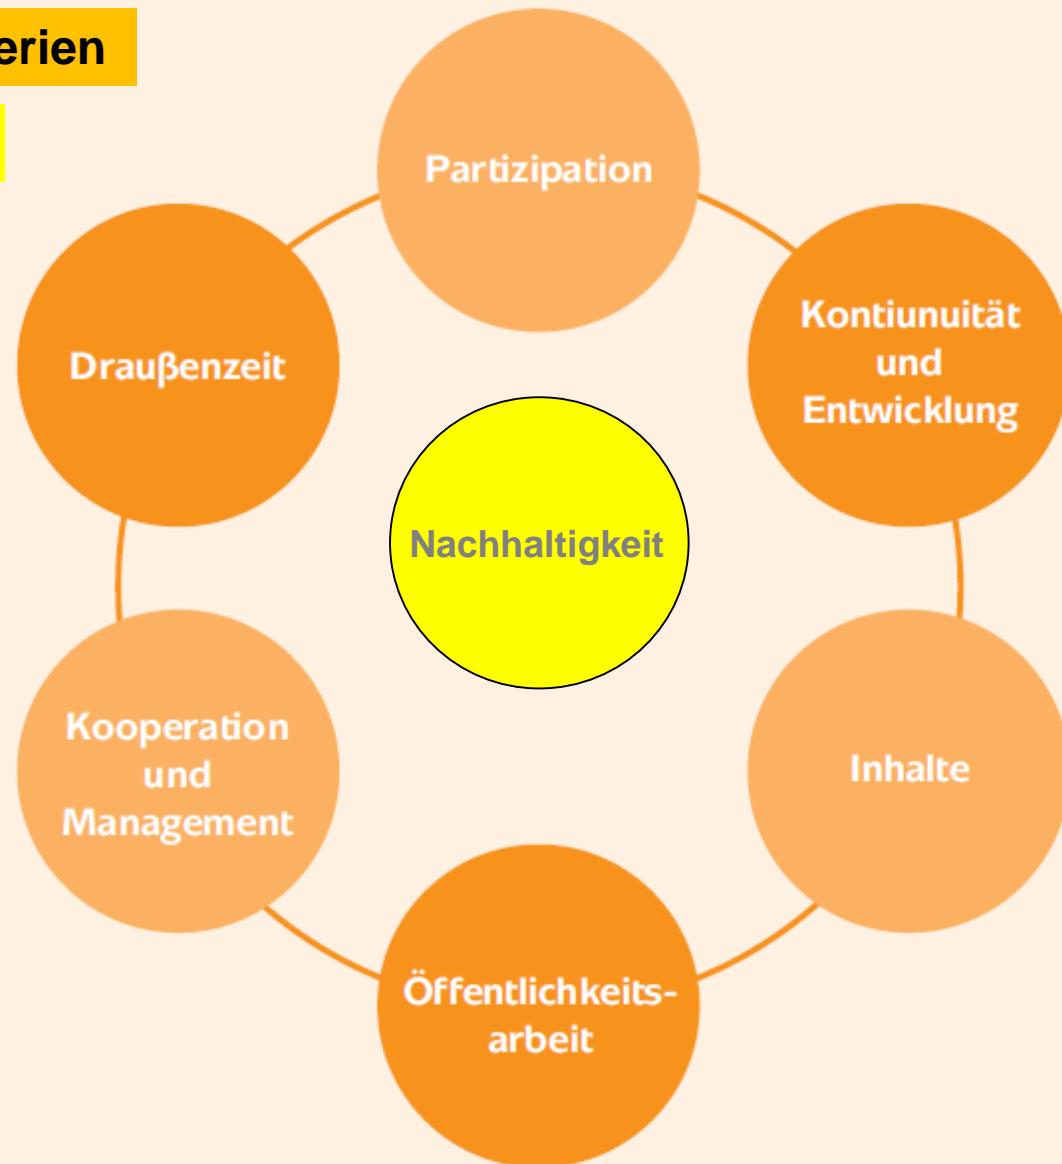 erien
Partizipation
Kontiunuität
und
Entwicklung
Draußenzeit
Nachhaltigkeit
Kooperation
und
Management
Inhalte
Öffentlichkeits-
arbeit